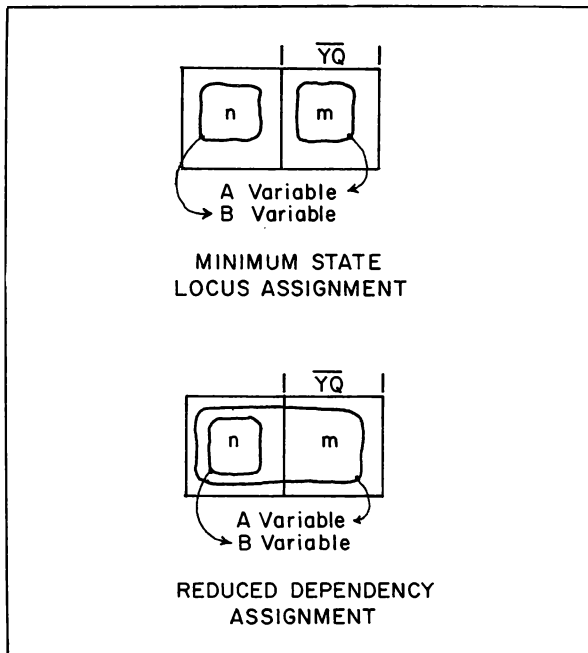 YQ
n m
A Variable
B Variable
MINIMUM STATE
LOCUS ASSIGNMENT
YQ
n m
A Variable
B Variable
REDUCED DEPENDENCY
ASSIGNMENT